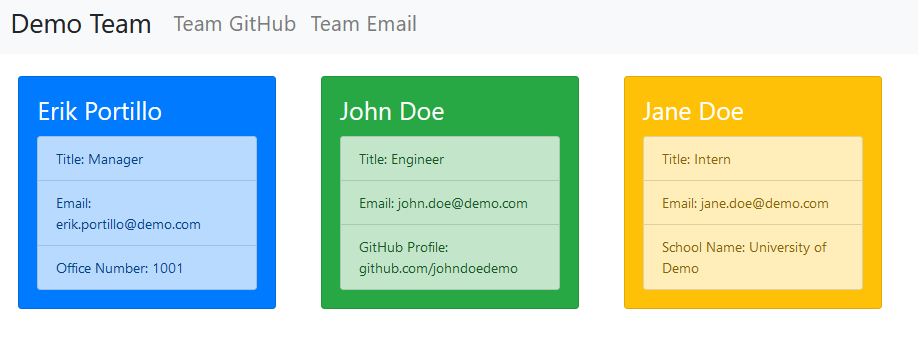 Demo Team Team GitHub Team Email
Erik Portillo
Title: Manager
Email:
erik.portillo@demo.com
Office Number: 1001
John Doe
Title: Engineer
Email: john.doe@demo.com
GitHub Profile:
github.com/johndoedemo
Jane Doe
Title: Intern
Email: jane.doe@demo.com
School Name: University of
Demo